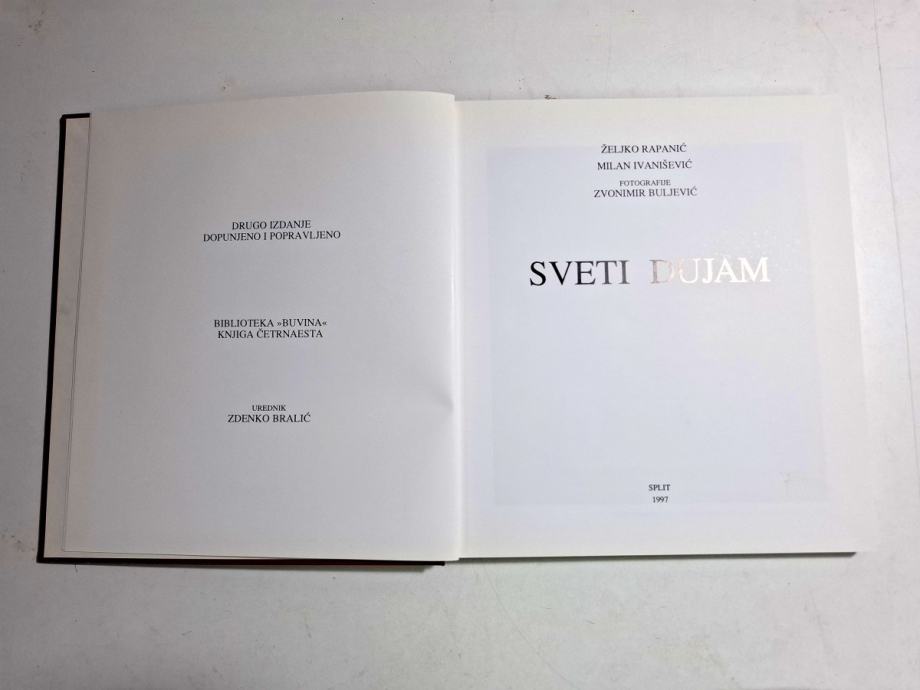 DRUGO IZDANJE
DOPUNJENO I POPRAVLJENO
BIBLIOTEKA »BUVINA«
KNJIGA ČETRNAESTA
UREDNIK
ZDENKO BRALIĆ
ŽELJKO RAPANIĆ
MILAN IVANIŠEVIĆ
FOTOGRAFIJE
ZVONIMIR BULJEVIĆ
SVETI DUJAM
SPLIT
1997